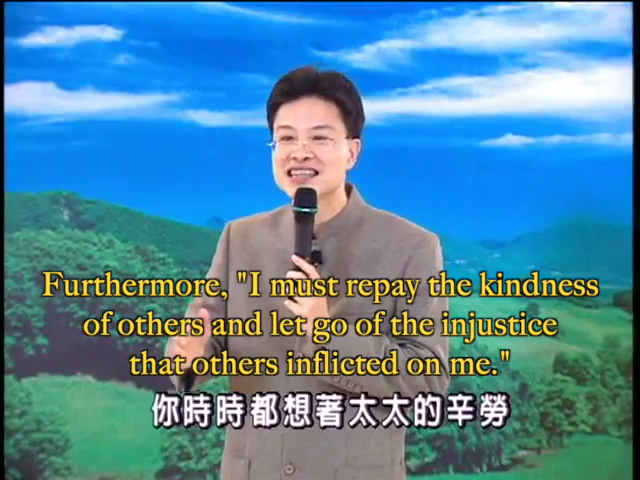 Furthermore, "I must repay the kindness
of others and let go of the injustice
that others inflicted on me."
你時時都想著太太的辛勞